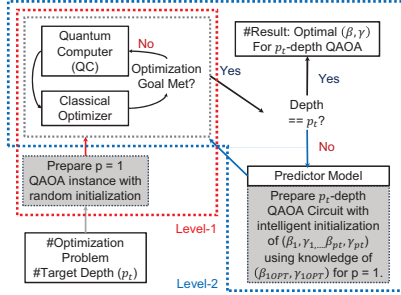 Quantum
Computer
(QC)
No
Optimization
Goal Met?
Classical
Optimizer
Yes
#Result: Optimal (β, γ)
For pₜ-depth QAOA
Yes
Depth
== pₜ?
No
Prepare p = 1
QAOA instance with
random initialization
Level-1
#Optimization
Problem
#Target Depth (pₜ)
Level-2
Predictor Model
Prepare pₜ-depth
QAOA Circuit with
intelligent initialization
of (β₁, γ₁,...β_pt, γ_pt)
using knowledge of
(β₁OPT, γ₁OPT) for p = 1.